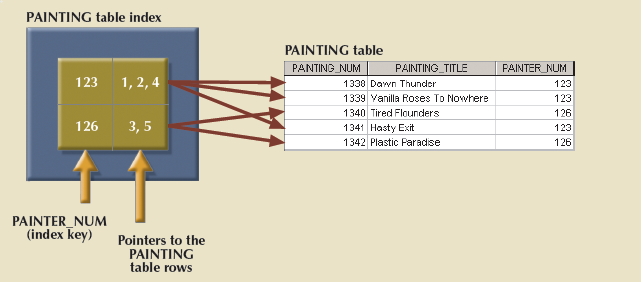 PAINTING table index
PAINTING table
123 1, 2, 4
126 3, 5
PAINTING_NUM PAINTING_TITLE PAINTER_NUM
1338 Dawn Thunder 123
1339 Vanilla Roses To Nowhere 123
1340 Tired Flounders 126
1341 Hasty Exit 123
1342 Plastic Paradise 126
PAINTER_NUM
(index key)
Pointers to the
PAINTING
table rows